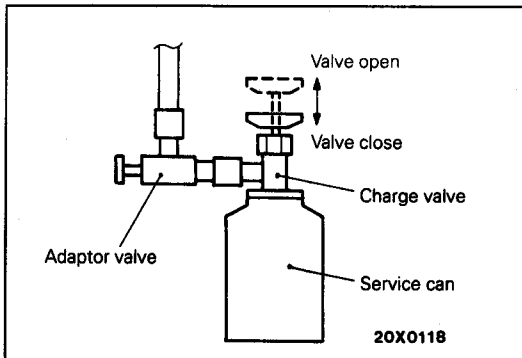 Valve open
Valve close
Charge valve
Adaptor valve
Service can
20X0118